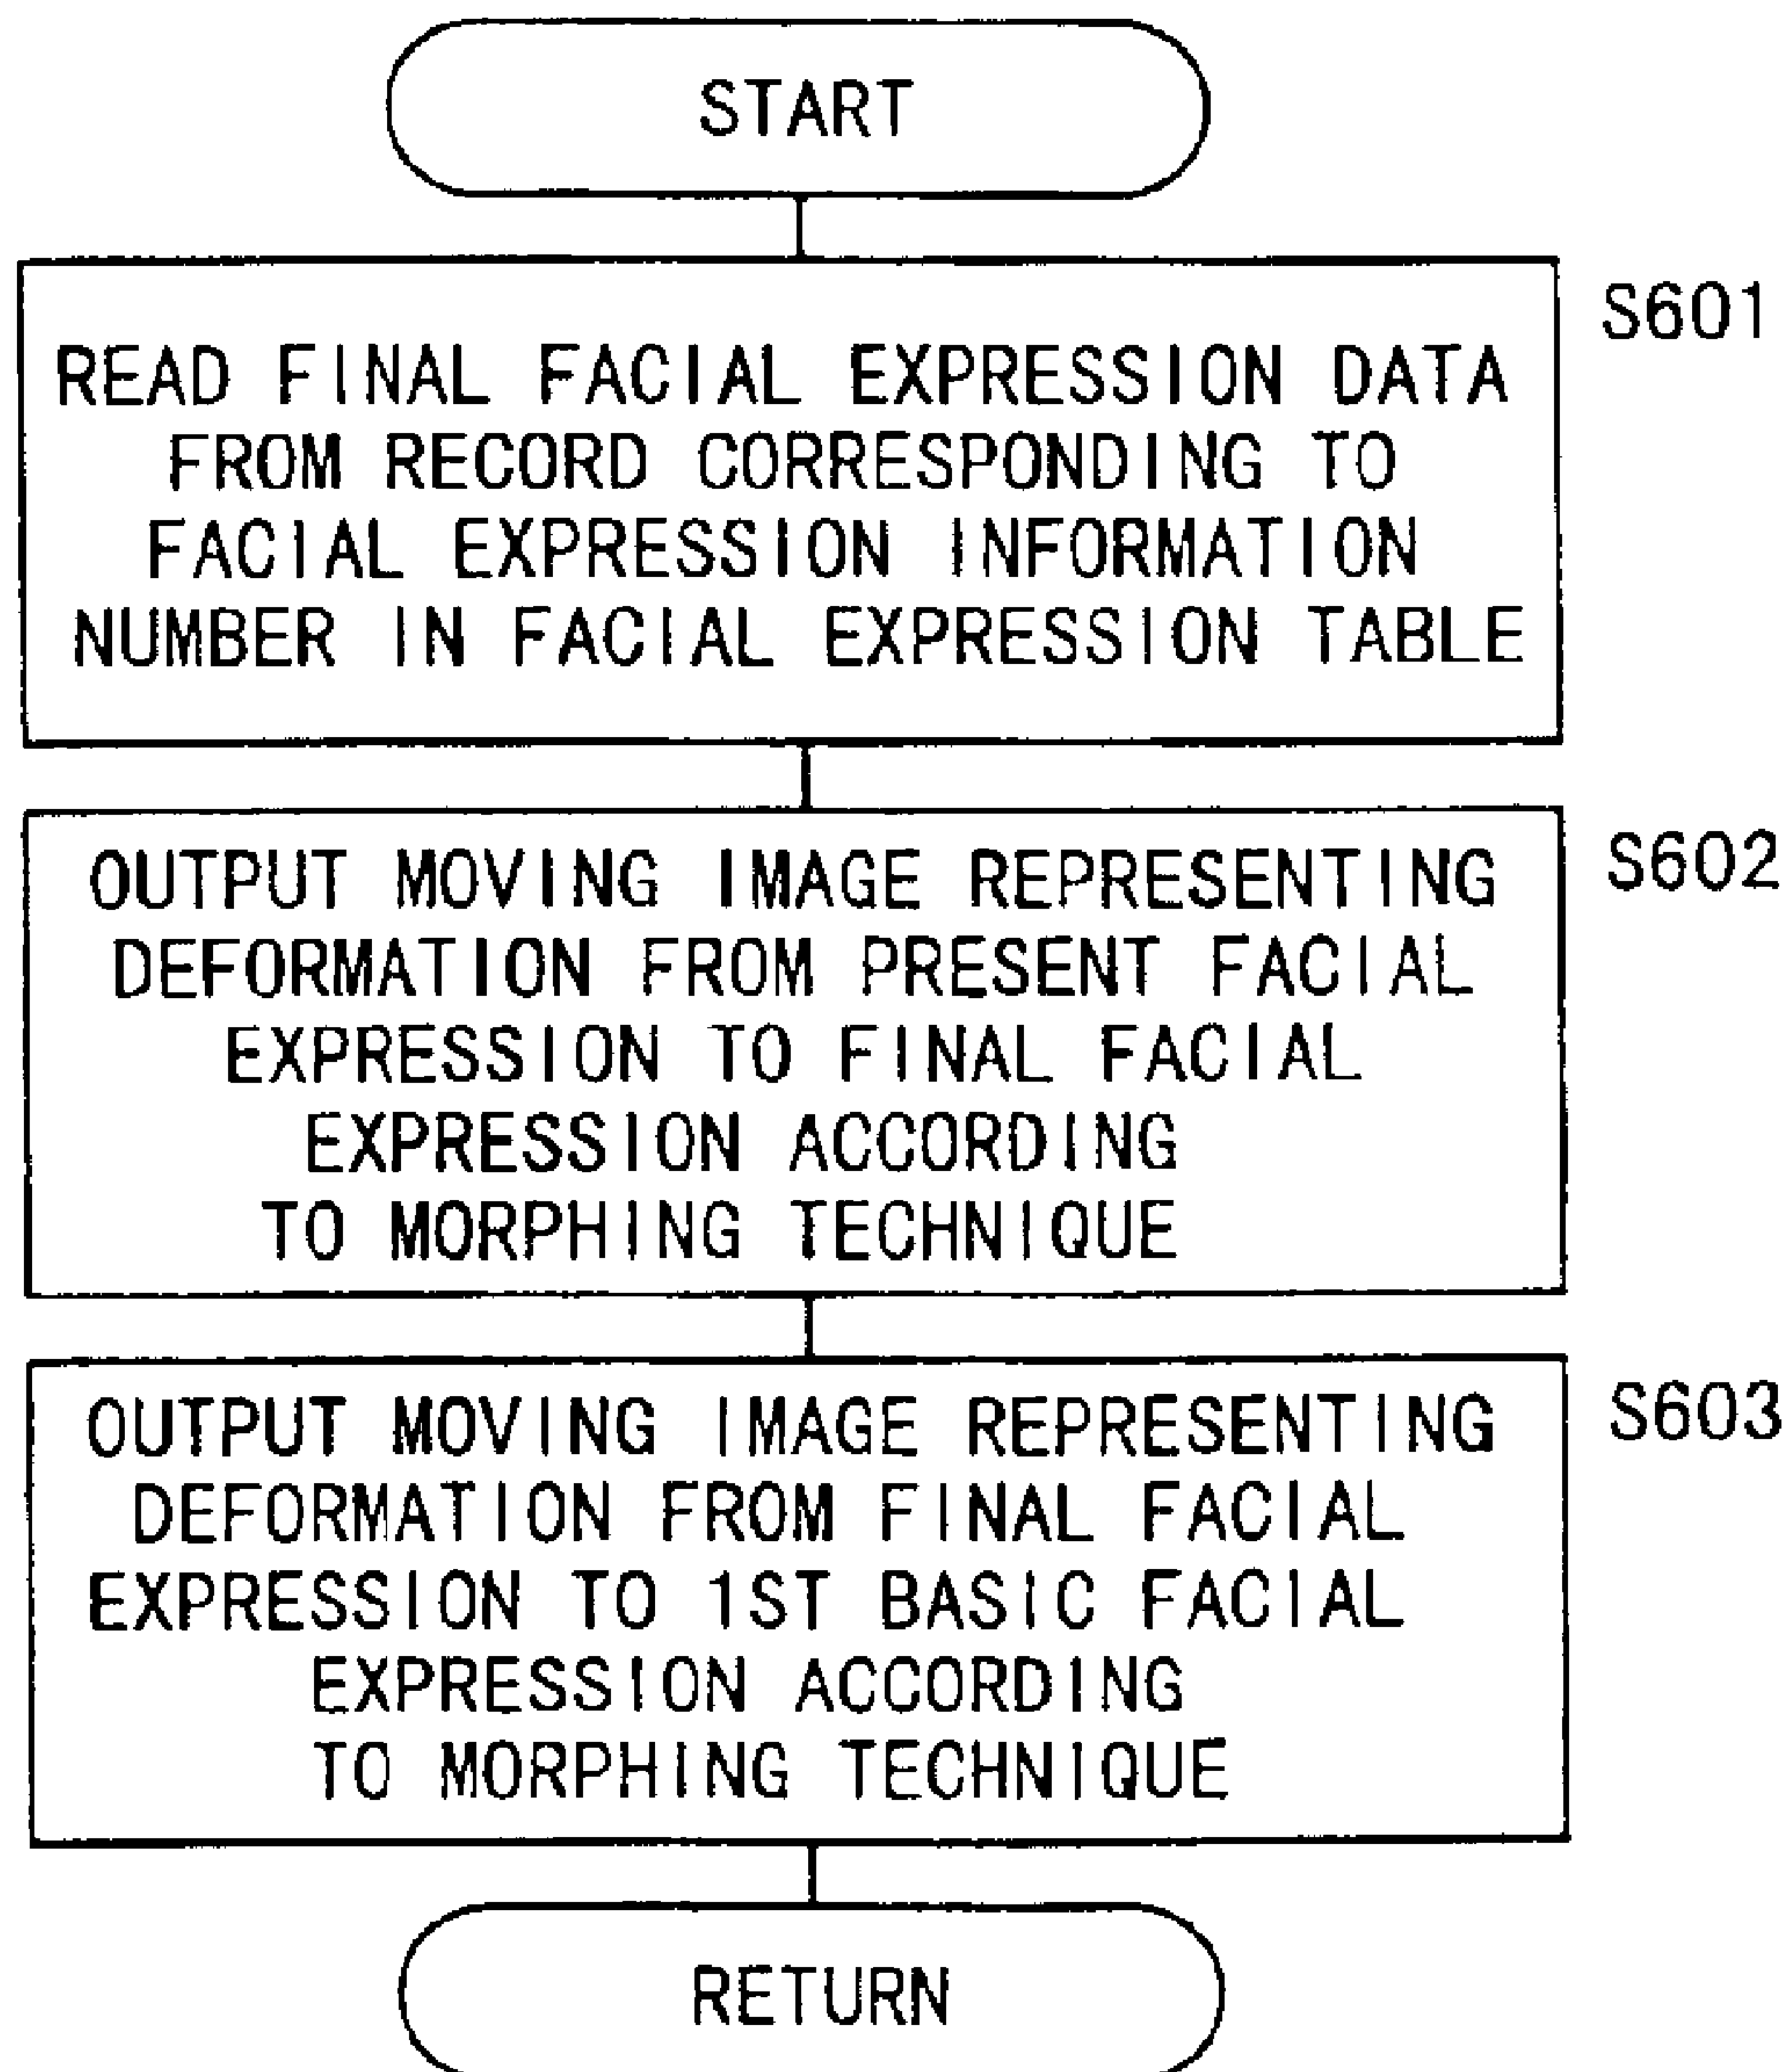 START
S601
READ FINAL FACIAL EXPRESSION DATA
FROM RECORD CORRESPONDING TO
FACIAL EXPRESSION INFORMATION
NUMBER IN FACIAL EXPRESSION TABLE
S602
OUTPUT MOVING IMAGE REPRESENTING
DEFORMATION FROM PRESENT FACIAL
EXPRESSION TO FINAL FACIAL
EXPRESSION ACCORDING
TO MORPHING TECHNIQUE
S603
OUTPUT MOVING IMAGE REPRESENTING
DEFORMATION FROM FINAL FACIAL
EXPRESSION TO 1ST BASIC FACIAL
EXPRESSION ACCORDING
TO MORPHING TECHNIQUE
RETURN